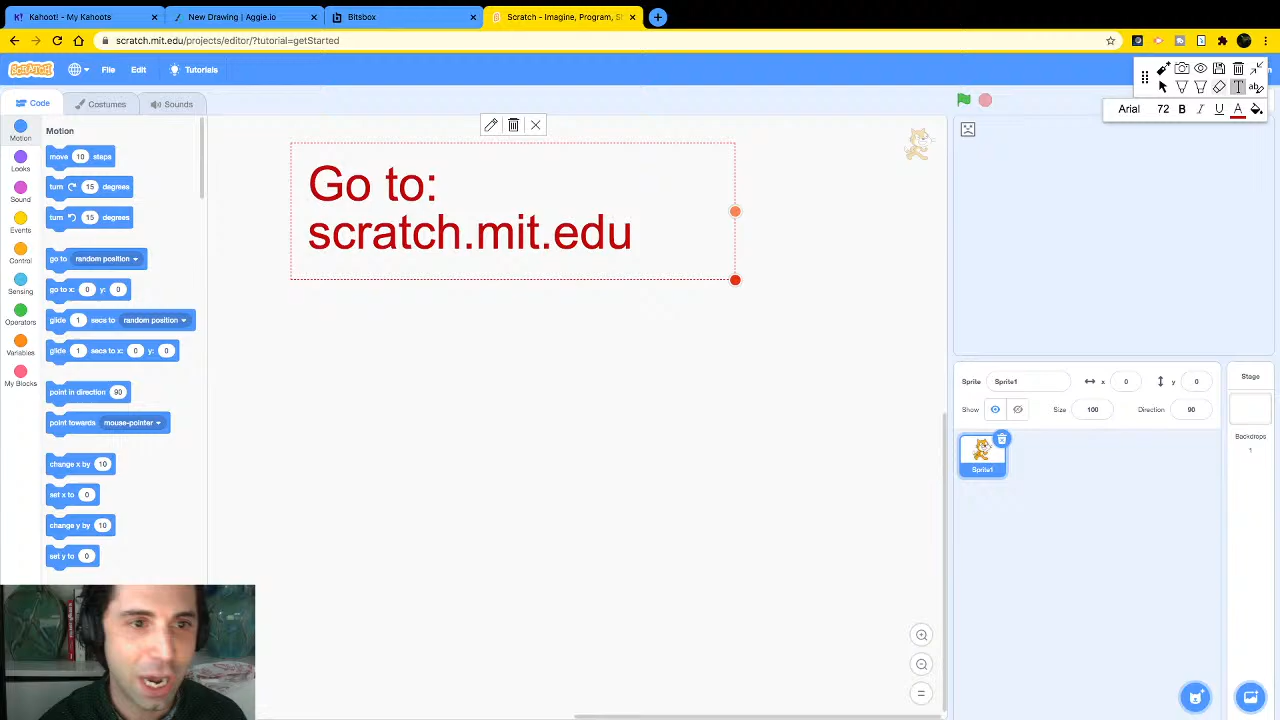 Kahoot! - My Kahoots
New Drawing | Aggie.io
Bitsbox
Scratch - Imagine, Program, S
scratch.mit.edu/projects/editor/?tutorial=getStarted
SCRATCH
File
Edit
Tutorials
Arial 72 B I U A
Code
Costumes
Sounds
Motion
Looks
Sound
Events
Control
Sensing
Operators
Variables
My Blocks
Motion
move 10 steps
turn 15 degrees
turn 15 degrees
go to random position
go to x: 0 y: 0
glide 1 secs to random position
glide 1 secs to x: 0 y: 0
point in direction 90
point towards mouse-pointer
change x by 10
set x to 0
change y by 10
set y to 0
Go to:
scratch.mit.edu
Sprite Sprite1 x 0 y 0
Show Size 100 Direction 90
Sprite1
Stage
Backdrops
1